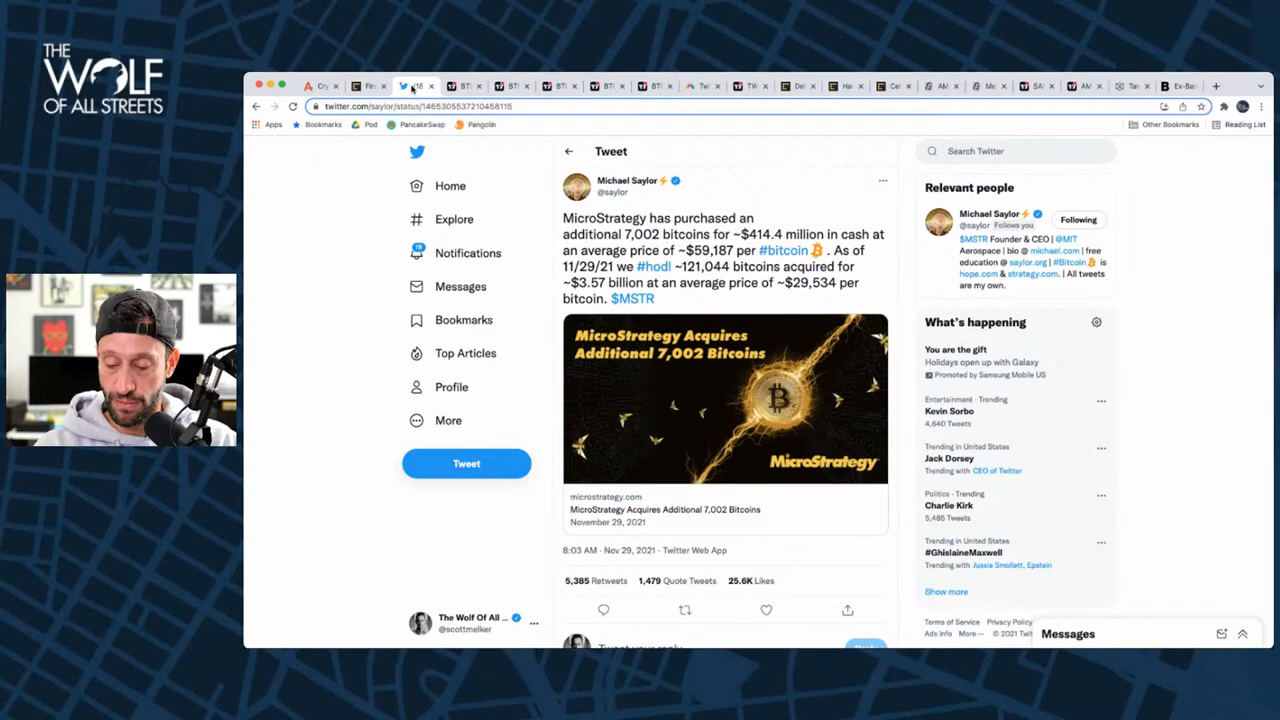 THE
WOLF
OF ALL STREETS
twitter.com/saylor/status/1465305537210458115
Apps
Bookmarks
Pod
PancakeSwap
Pangolin
Other Bookmarks
Reading List
Home
Explore
18
Notifications
Messages
Bookmarks
Top Articles
Profile
More
Tweet
The Wolf Of All ...
@scottmelker
Tweet
Michael Saylor⚡
@saylor
MicroStrategy has purchased an
additional 7,002 bitcoins for ~$414.4 million in cash at
an average price of ~$59,187 per #bitcoin . As of
11/29/21 we #hodl ~121,044 bitcoins acquired for
~$3.57 billion at an average price of ~$29,534 per
bitcoin. $MSTR
MicroStrategy Acquires
Additional 7,002 Bitcoins
MicroStrategy
microstrategy.com
MicroStrategy Acquires Additional 7,002 Bitcoins
November 29, 2021
8:03 AM · Nov 29, 2021 · Twitter Web App
5,385 Retweets 1,479 Quote Tweets 25.6K Likes
Tweet your reply
Search Twitter
Relevant people
Michael Saylor⚡
@saylor Follows you
Following
$MSTR Founder & CEO | @MIT
Aerospace | bio @ michael.com | free
education @ saylor.org | #Bitcoin is
hope.com & strategy.com. | All tweets
are my own.
What's happening
You are the gift
Holidays open up with Galaxy
Promoted by Samsung Mobile US
Entertainment · Trending
Kevin Sorbo
4,640 Tweets
Trending in United States
Jack Dorsey
Trending with CEO of Twitter
Politics · Trending
Charlie Kirk
5,485 Tweets
Trending in United States
#GhislaineMaxwell
Trending with Jussie Smollett, Epstein
Show more
Terms of Service Privacy Policy
Ads Info More ··· © 2021
Messages